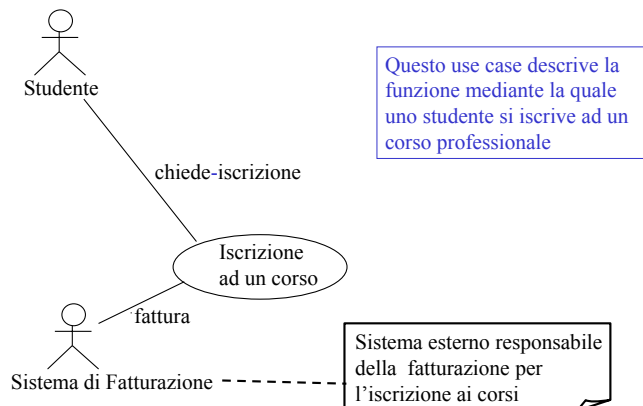 Studente
Questo use case descrive la
funzione mediante la quale
uno studente si iscrive ad un
corso professionale
chiede-iscrizione
Iscrizione
ad un corso
fattura
Sistema di Fatturazione
Sistema esterno responsabile
della fatturazione per
l'iscrizione ai corsi